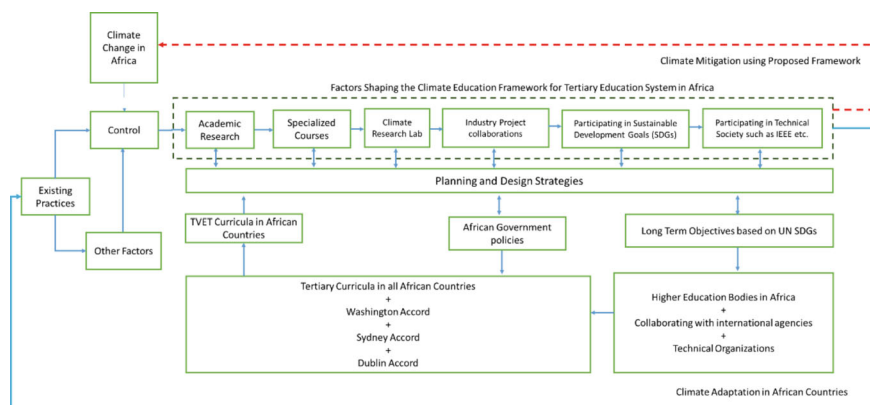 Climate
Change in
Africa
Climate Mitigation using Proposed Framework
Factors Shaping the Climate Education Framework for Tertiary Education System in Africa
Control
Academic
Research
Specialized
Courses
Climate
Research Lab
Industry Project
collaborations
Participating in Sustainable
Development Goals (SDGs)
Participating in Technical
Society such as IEEE etc.
Planning and Design Strategies
Existing
Practices
Other Factors
TVET Curricula in African
Countries
African Government
policies
Long Term Objectives based on UN SDGs
Tertiary Curricula in all African Countries
+
Washington Accord
+
Sydney Accord
+
Dublin Accord
Higher Education Bodies in Africa
+
Collaborating with international agencies
+
Technical Organizations
Climate Adaptation in African Countries